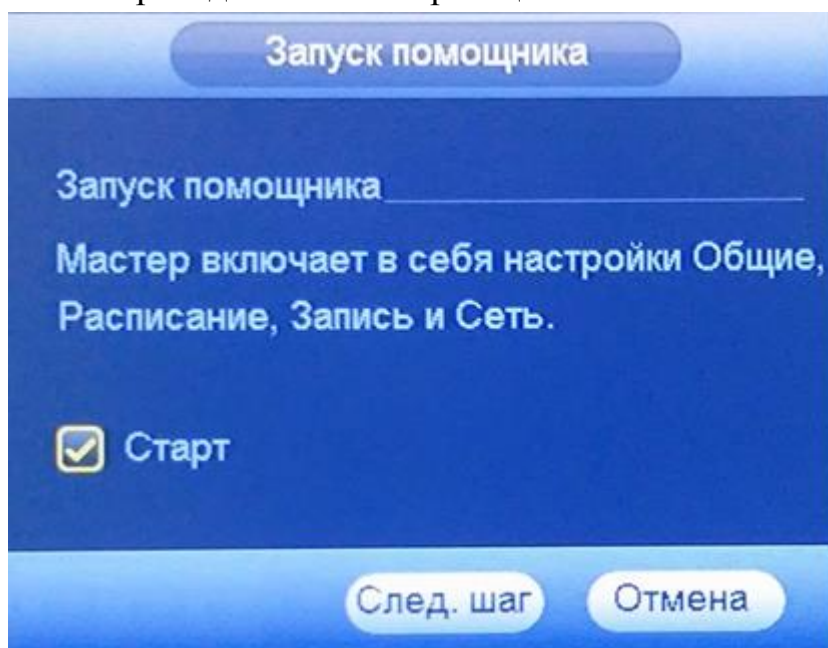 Запуск помощника
Запуск помощника
Мастер включает в себя настройки Общие,
Расписание, Запись и Сеть.
Старт
След. шаг
Отмена